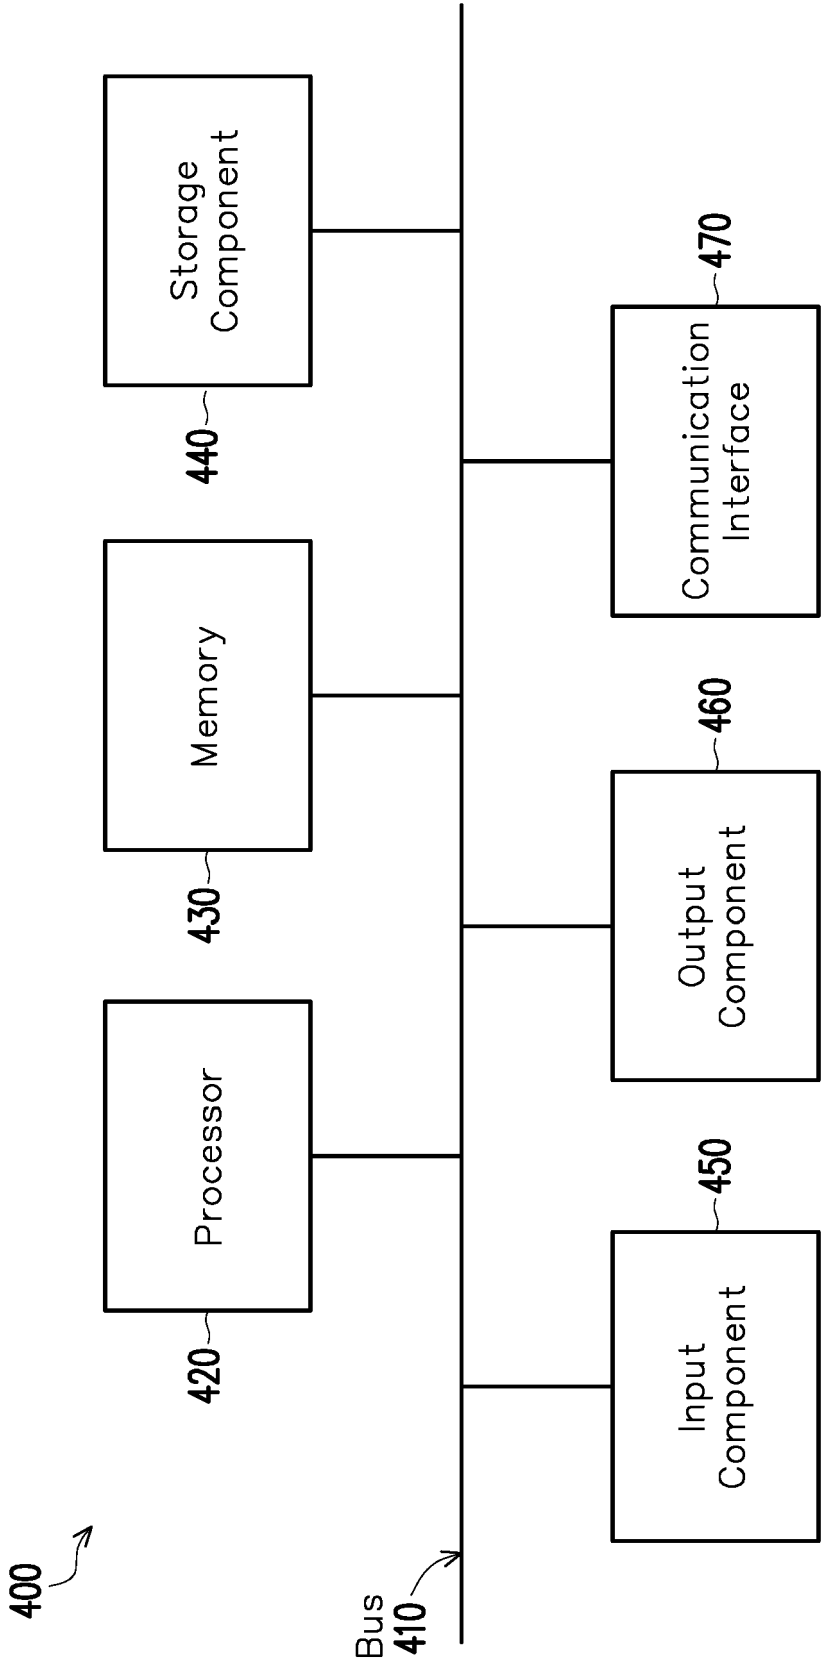 400
420
Processor
430
Memory
440
Storage
Component
Bus
410
Input
Component
450
Output
Component
460
Communication
Interface
470